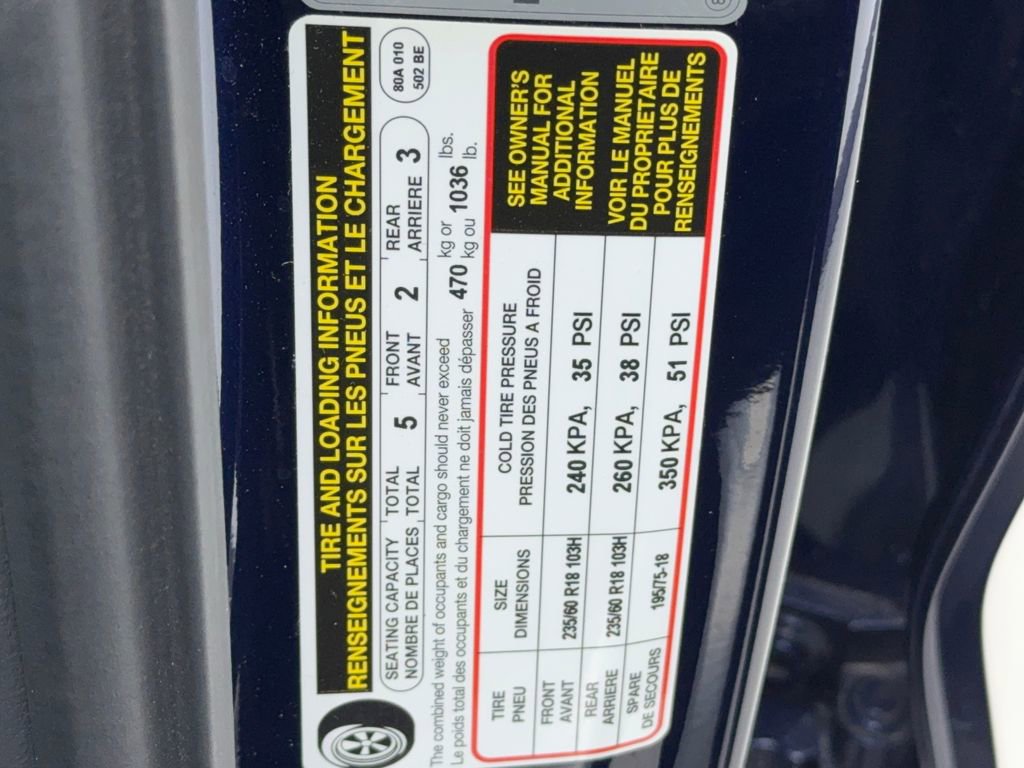 TIRE AND LOADING INFORMATION
RENSEIGNEMENTS SUR LES PNEUS ET LE CHARGEMENT
SEATING CAPACITY TOTAL 5 FRONT 2 REAR 3
NOMBRE DE PLACES TOTAL AVANT ARRIERE
80A 010
502 BE
The combined weight of occupants and cargo should never exceed 470 kg or 1036 lbs.
Le poids total des occupants et du chargement ne doit jamais dépasser kg ou lb.
TIRE SIZE COLD TIRE PRESSURE
PNEU DIMENSIONS PRESSION DES PNEUS A FROID
FRONT
AVANT 235/60 R18 103H 240 KPA, 35 PSI
REAR
ARRIERE 235/60 R18 103H 260 KPA, 38 PSI
SPARE
DE SECOURS 195/75-18 350 KPA, 51 PSI
SEE OWNER'S
MANUAL FOR
ADDITIONAL
INFORMATION
VOIR LE MANUEL
DU PROPRIETAIRE
POUR PLUS DE
RENSEIGNEMENTS